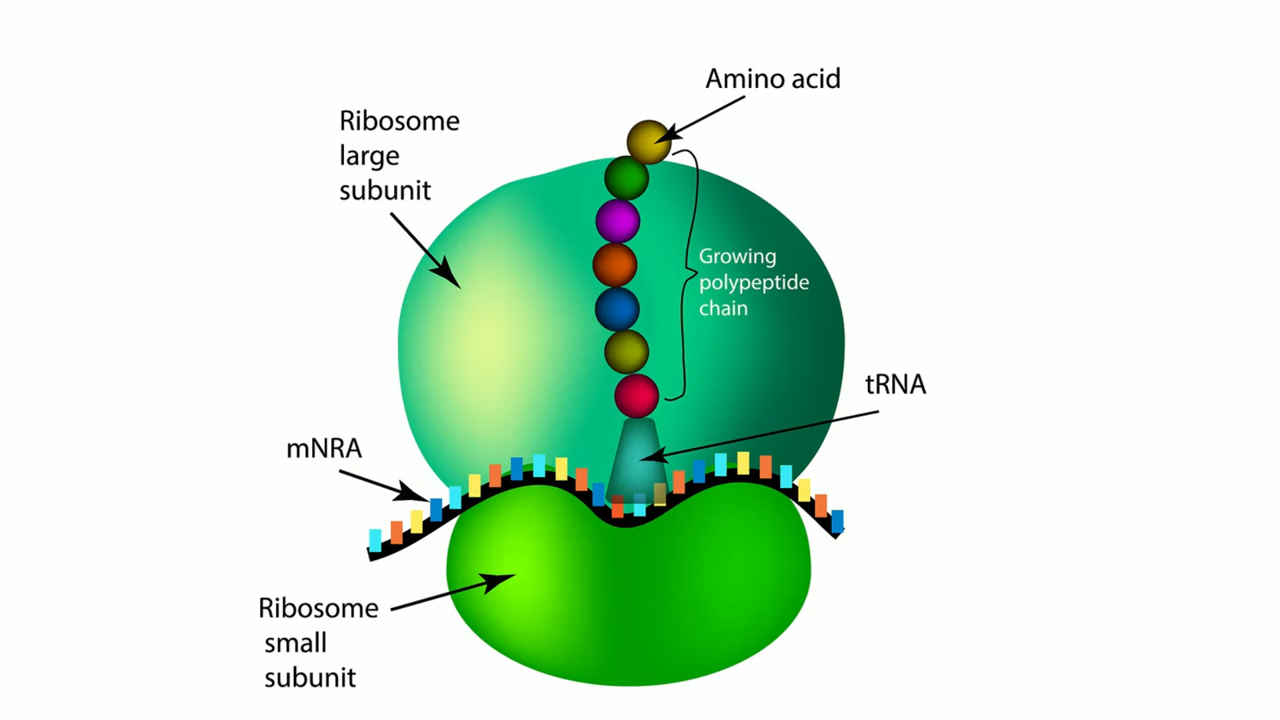 Amino acid
Ribosome
large
subunit
Growing
polypeptide
chain
tRNA
mNRA
Ribosome
small
subunit